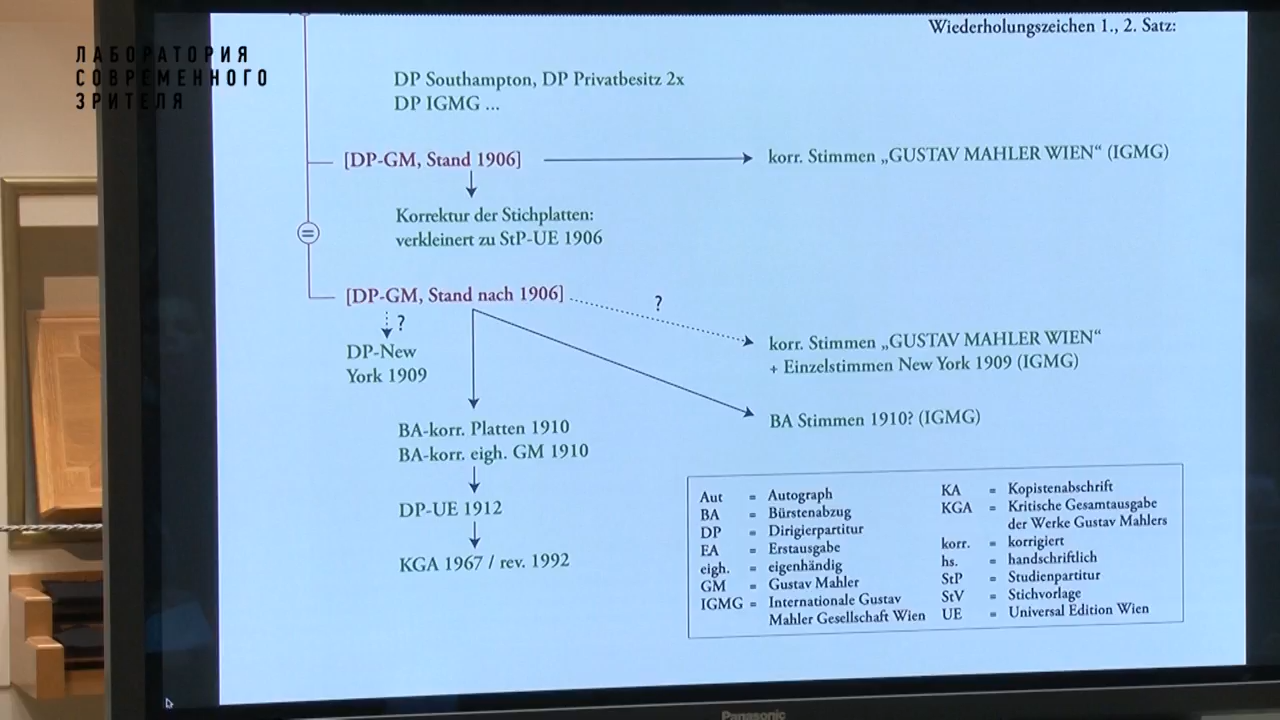 ЛАБОРАТОРИЯ
СОВРЕМЕННОГО
ЗРИТЕЛЯ
Wiederholungszeichen 1., 2. Satz:
DP Southampton, DP Privatbesitz 2x
DP IGMG ...
[DP-GM, Stand 1906]
korr. Stimmen „GUSTAV MAHLER WIEN“ (IGMG)
Korrektur der Stichplatten:
verkleinert zu StP-UE 1906
=
[DP-GM, Stand nach 1906]
?
?
DP-New
York 1909
korr. Stimmen „GUSTAV MAHLER WIEN“
+ Einzelstimmen New York 1909 (IGMG)
BA Stimmen 1910? (IGMG)
BA-korr. Platten 1910
BA-korr. eigh. GM 1910
DP-UE 1912
KGA 1967 / rev. 1992
Aut = Autograph
BA = Bürstenabzug
DP = Dirigierpartitur
EA = Erstausgabe
eigh. = eigenhändig
GM = Gustav Mahler
IGMG = Internationale Gustav
Mahler Gesellschaft Wien
KA = Kopistenabschrift
KGA = Kritische Gesamtausgabe
der Werke Gustav Mahlers
korr. = korrigiert
hs. = handschriftlich
StP = Studienpartitur
StV = Stichvorlage
UE = Universal Edition Wien
Panasonic